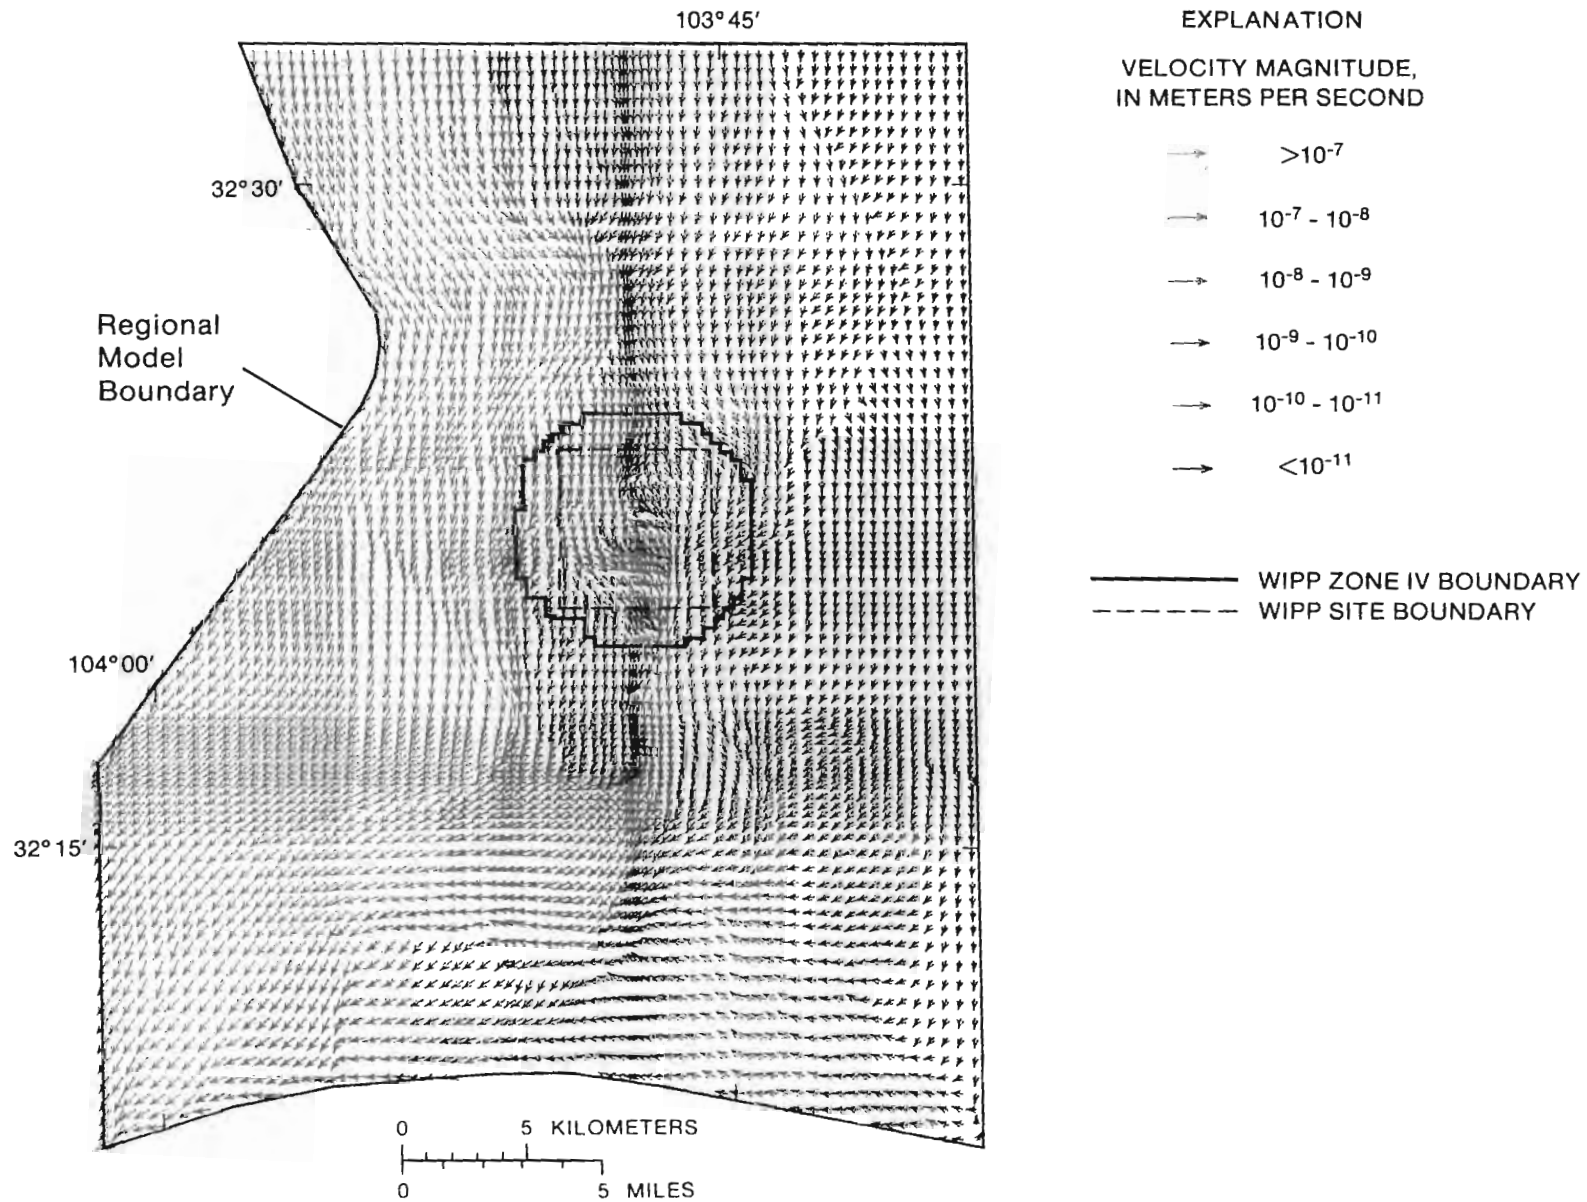 103°45′
EXPLANATION
VELOCITY MAGNITUDE,
IN METERS PER SECOND
>10⁻⁷
10⁻⁷ - 10⁻⁸
10⁻⁸ - 10⁻⁹
10⁻⁹ - 10⁻¹⁰
10⁻¹⁰ - 10⁻¹¹
<10⁻¹¹
WIPP ZONE IV BOUNDARY
WIPP SITE BOUNDARY
32°30′
Regional
Model
Boundary
104°00′
32°15′
0 5 KILOMETERS
0 5 MILES